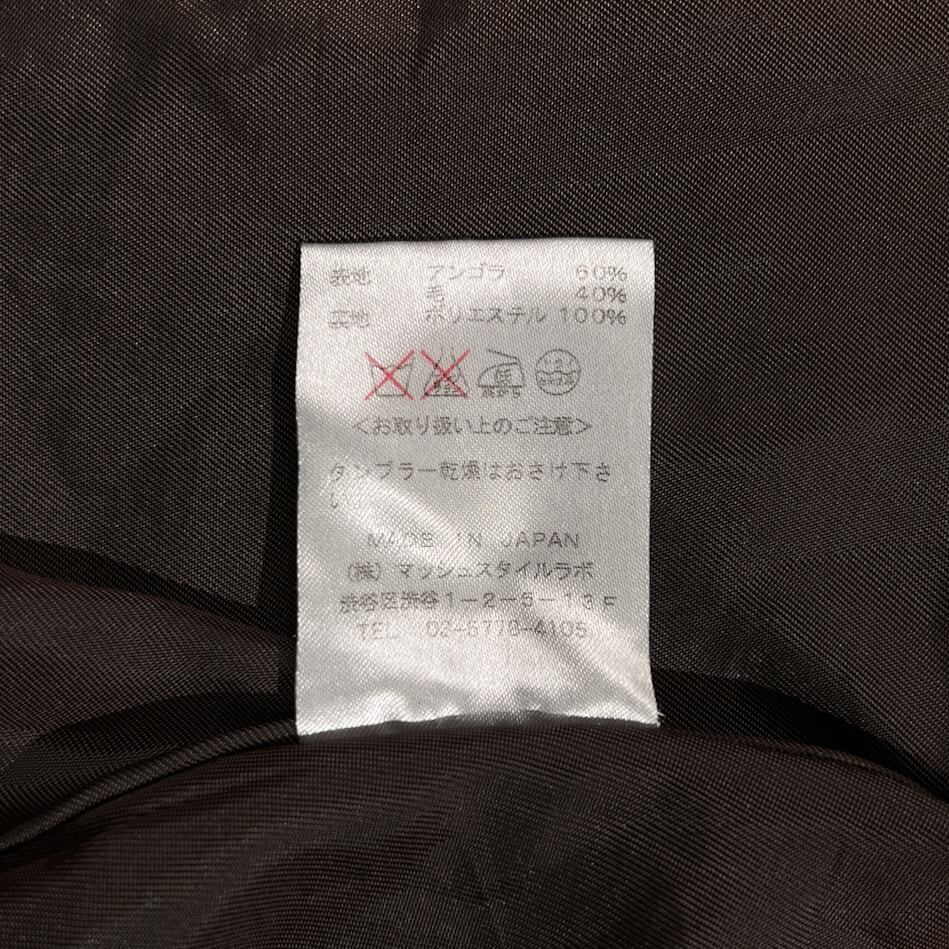 表地 アンゴラ 60%
毛 40%
裏地 ポリエステル 100%
低
<お取り扱い上のご注意>
タンブラー乾燥はおさけ下さ
い
MADE IN JAPAN
(株)マッシュスタイルラボ
渋谷区渋谷1-2-5-13F
TEL 03-5778-4105